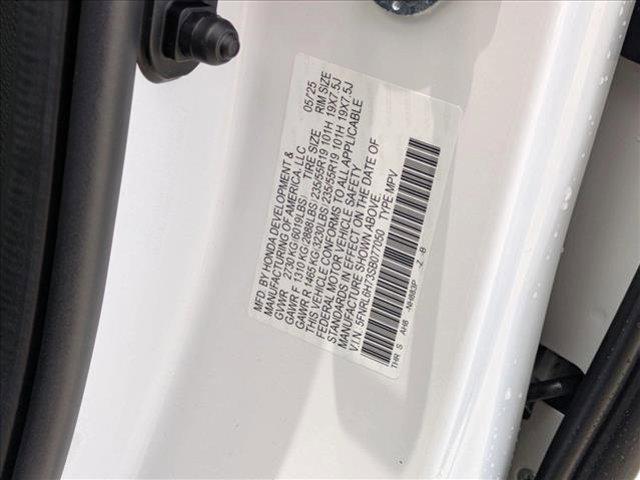 MFD. BY HONDA DEVELOPMENT &
MANUFACTURING OF AMERICA, LLC 05/25
GVWR 2730 KG (6019LBS) TIRE SIZE RIM SIZE
GAWR F 1310 KG (2888LBS) 235/55R19 101H 19X7.5J
GAWR R 1465 KG (3230LBS) 235/55R19 101H 19X7.5J
THIS VEHICLE CONFORMS TO ALL APPLICABLE
FEDERAL MOTOR VEHICLE SAFETY
STANDARDS IN EFFECT ON THE DATE OF
MANUFACTURE SHOWN ABOVE.
V.I.N. TYPE MPV
THR S AH6 -NH883P -Z -B